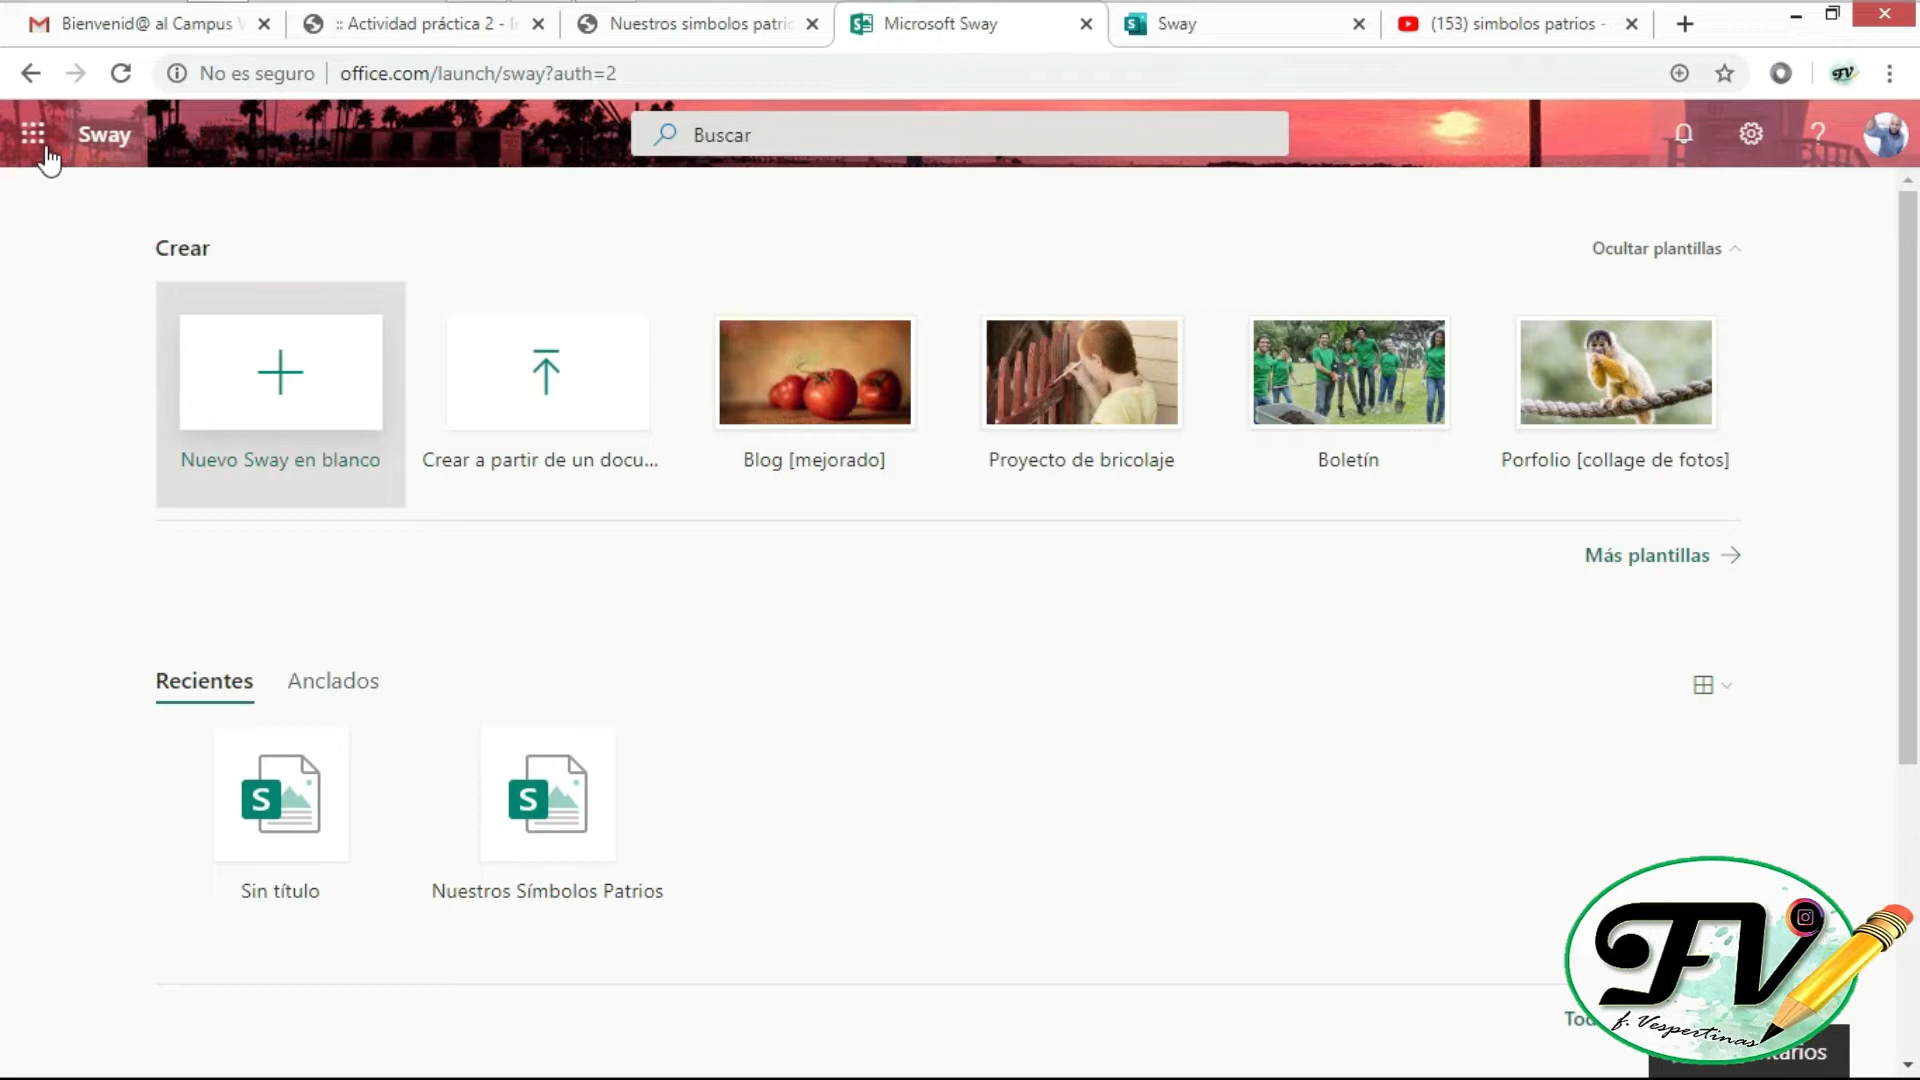 Bienvenid@ al Campus V
:: Actividad práctica 2 - I
Nuestros simbolos patrio
Microsoft Sway
Sway
(153) simbolos patrios -
No es seguro
office.com/launch/sway?auth=2
FV
Sway
Buscar
Crear
Ocultar plantillas
Nuevo Sway en blanco
Crear a partir de un docu...
Blog [mejorado]
Proyecto de bricolaje
Boletín
Porfolio [collage de fotos]
Más plantillas
Recientes
Anclados
S
S
Sin título
Nuestros Símbolos Patrios
FV
f. Vespertinas